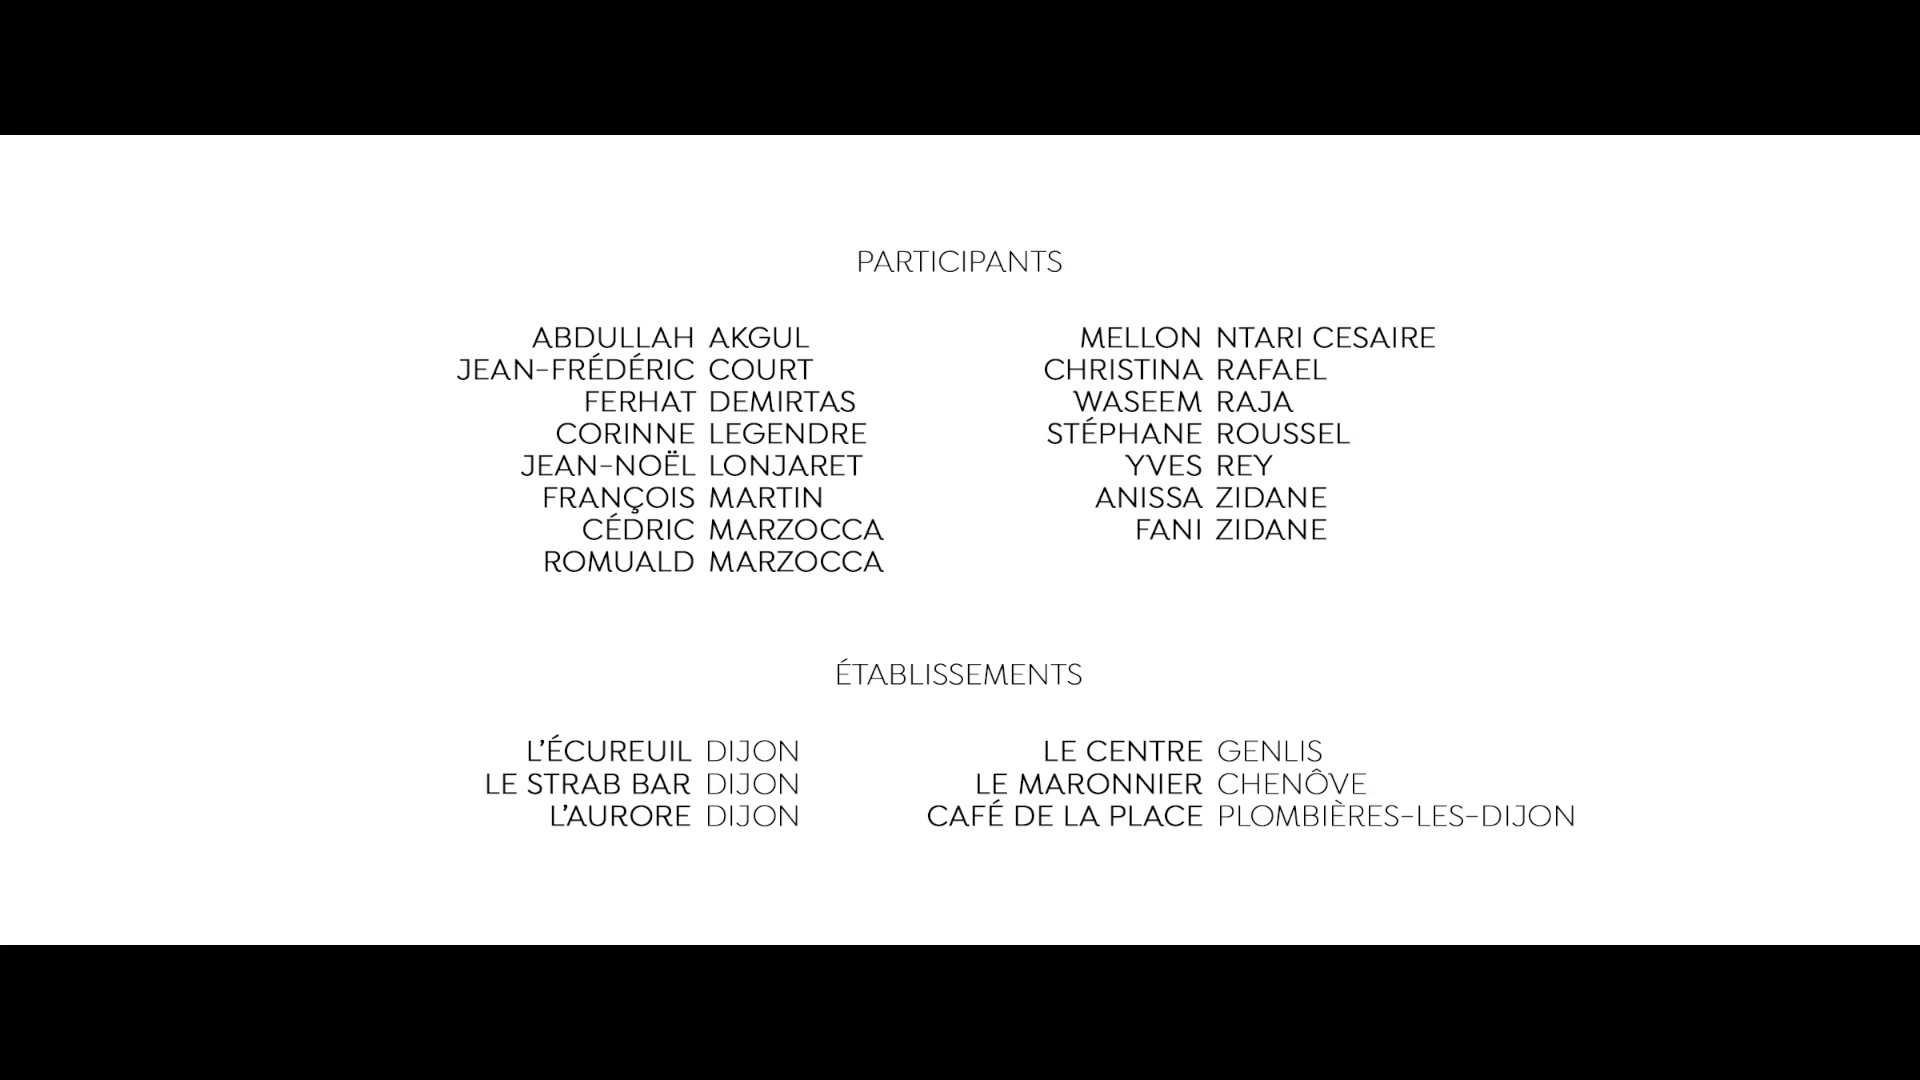 PARTICIPANTS
ABDULLAH AKGUL
JEAN-FRÉDÉRIC COURT
FERHAT DEMIRTAS
CORINNE LEGENDRE
JEAN-NOËL LONJARET
FRANÇOIS MARTIN
CÉDRIC MARZOCCA
ROMUALD MARZOCCA
MELLON NTARI CESAIRE
CHRISTINA RAFAEL
WASEEM RAJA
STÉPHANE ROUSSEL
YVES REY
ANISSA ZIDANE
FANI ZIDANE
ÉTABLISSEMENTS
L'ÉCUREUIL DIJON
LE STRAB BAR DIJON
L'AURORE DIJON
LE CENTRE GENLIS
LE MARONNIER CHENÔVE
CAFÉ DE LA PLACE PLOMBIÈRES-LES-DIJON